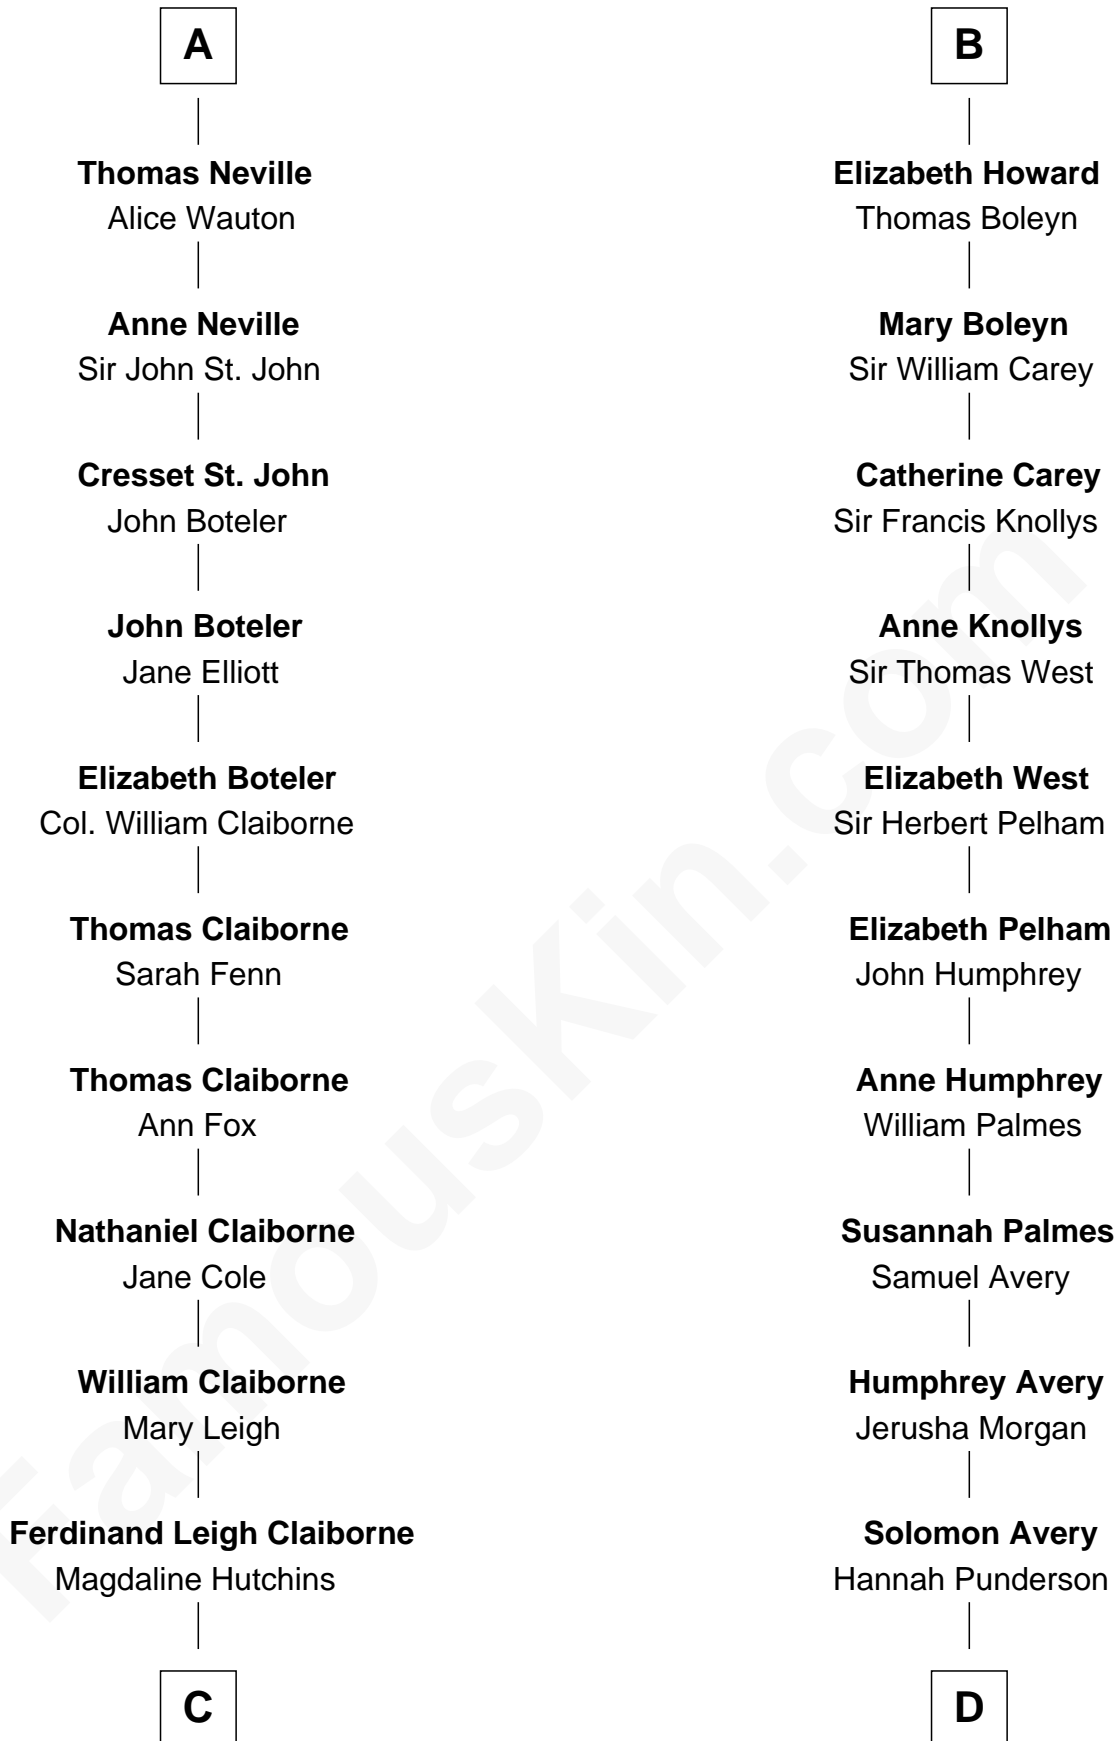 A
Thomas Neville
Alice Wauton
Anne Neville
Sir John St. John
Cresset St. John
John Boteler
John Boteler
Jane Elliott
Elizabeth Boteler
Col. William Claiborne
Thomas Claiborne
Sarah Fenn
Thomas Claiborne
Ann Fox
Nathaniel Claiborne
Jane Cole
William Claiborne
Mary Leigh
Ferdinand Leigh Claiborne
Magdaline Hutchins
C
B
Elizabeth Howard
Thomas Boleyn
Mary Boleyn
Sir William Carey
Catherine Carey
Sir Francis Knollys
Anne Knollys
Sir Thomas West
Elizabeth West
Sir Herbert Pelham
Elizabeth Pelham
John Humphrey
Anne Humphrey
William Palmes
Susannah Palmes
Samuel Avery
Humphrey Avery
Jerusha Morgan
Solomon Avery
Hannah Punderson
D
FamousKin.com